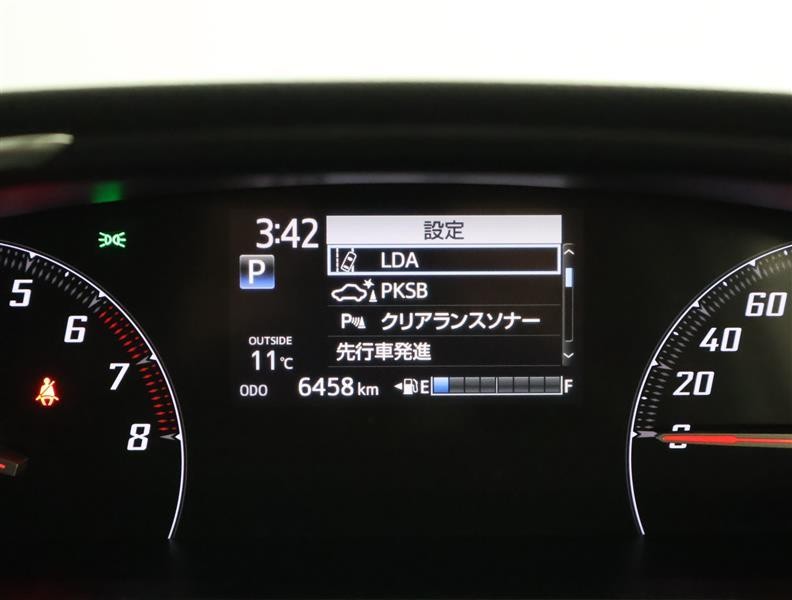 3:42
設定
LDA
P
PKSB
P クリアランスソナー
先行車発進
OUTSIDE
11℃
ODO 6458 km
E F
5
6
7
8
60
40
20
0